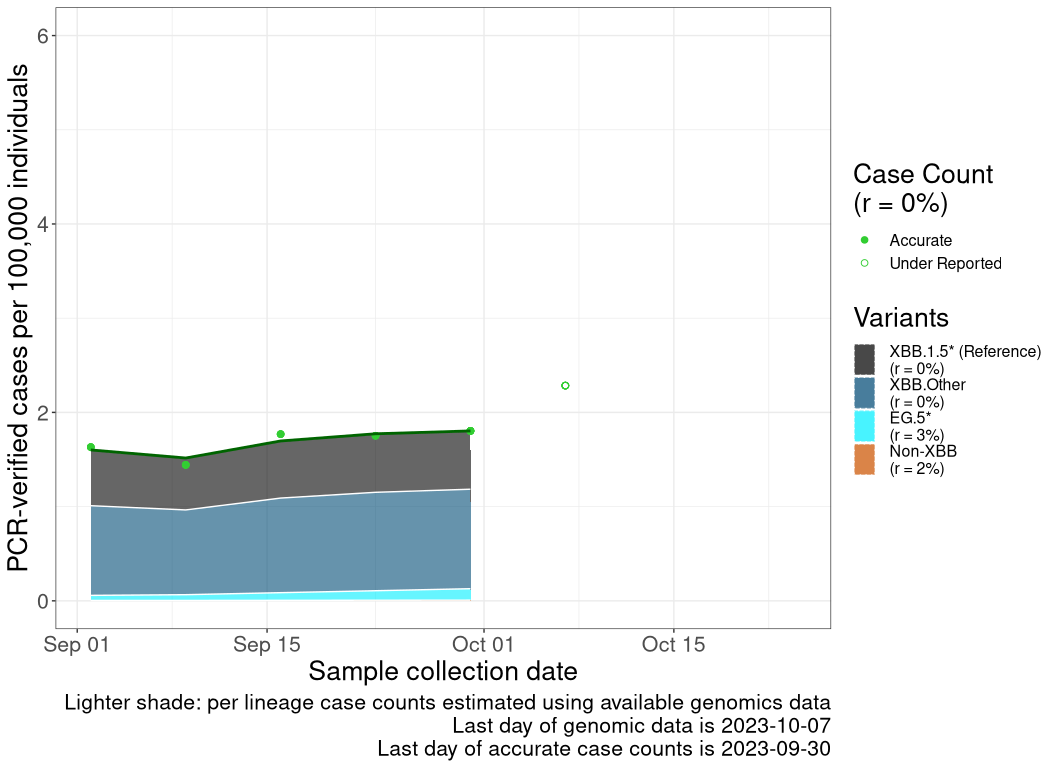 PCR-verified cases per 100,000 individuals
6
4
2
0
Sep 01
Sep 15
Oct 01
Oct 15
Sample collection date
Lighter shade: per lineage case counts estimated using available genomics data
Last day of genomic data is 2023-10-07
Last day of accurate case counts is 2023-09-30
Case Count
(r = 0%)
Accurate
Under Reported
Variants
XBB.1.5* (Reference)
(r = 0%)
XBB.Other
(r = 0%)
EG.5*
(r = 3%)
Non-XBB
(r = 2%)